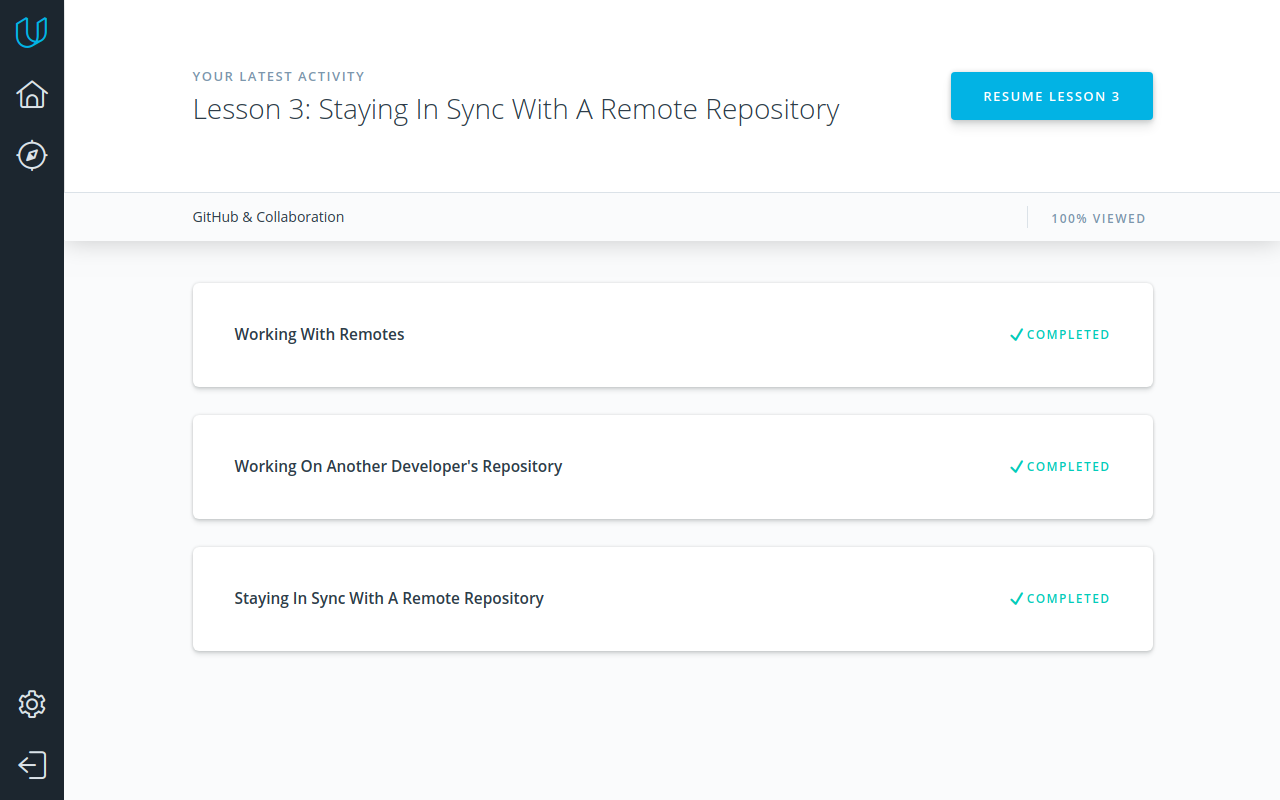 YOUR LATEST ACTIVITY
Lesson 3: Staying In Sync With A Remote Repository
RESUME LESSON 3
GitHub & Collaboration
100% VIEWED
Working With Remotes
COMPLETED
Working On Another Developer's Repository
COMPLETED
Staying In Sync With A Remote Repository
COMPLETED